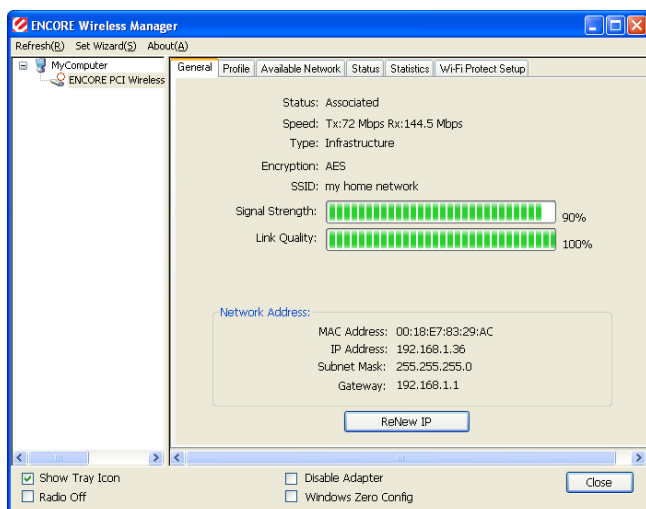 ENCORE Wireless Manager
Refresh(R) Set Wizard(S) About(A)
MyComputer
ENCORE PCI Wireless
General Profile Available Network Status Statistics Wi-Fi Protect Setup
Status: Associated
Speed: Tx:72 Mbps Rx:144.5 Mbps
Type: Infrastructure
Encryption: AES
SSID: my home network
Signal Strength: 90%
Link Quality: 100%
Network Address:
MAC Address: 00:18:E7:83:29:AC
IP Address: 192.168.1.36
Subnet Mask: 255.255.255.0
Gateway: 192.168.1.1
ReNew IP
Show Tray Icon Disable Adapter Close
Radio Off Windows Zero Config